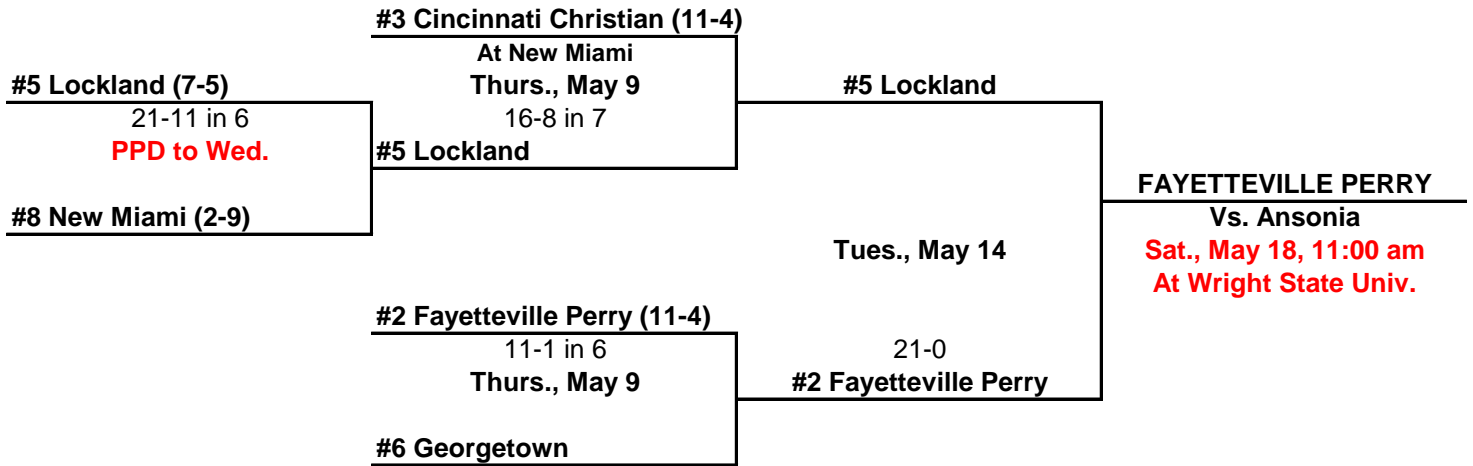 #3 Cincinnati Christian (11-4)
At New Miami
#5 Lockland (7-5)
Thurs., May 9
#5 Lockland
21-11 in 6
16-8 in 7
PPD to Wed.
#5 Lockland
FAYETTEVILLE PERRY
#8 New Miami (2-9)
Vs. Ansonia
Tues., May 14
Sat., May 18, 11:00 am
At Wright State Univ.
#2 Fayetteville Perry (11-4)
11-1 in 6
21-0
Thurs., May 9
#2 Fayetteville Perry
#6 Georgetown